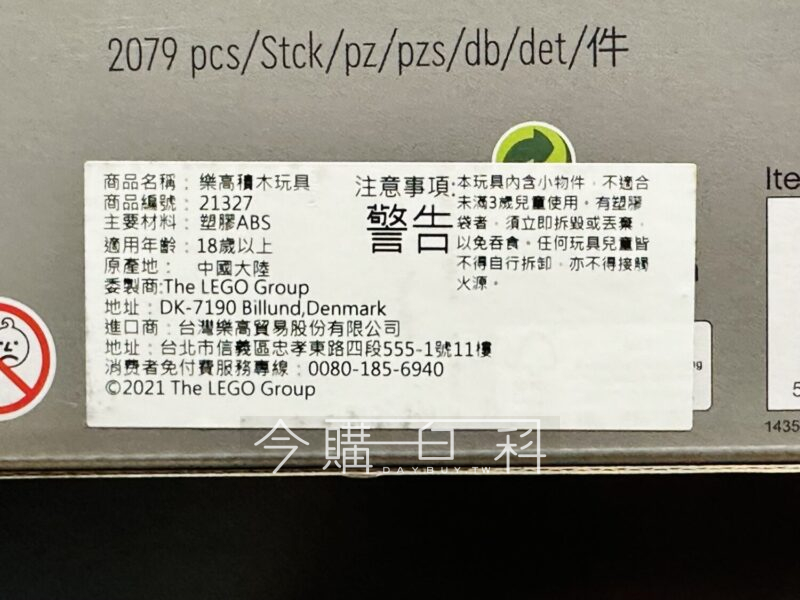 2079 pcs/Stck/pz/pzs/db/det/件
商品名稱：樂高積木玩具
商品編號：21327
主要材料：塑膠ABS
適用年齡：18歲以上
原產地：中國大陸
委製商:The LEGO Group
地址：DK-7190 Billund,Denmark
進口商：台灣樂高貿易股份有限公司
地址：台北市信義區忠孝東路四段555-1號11樓
消費者免付費服務專線：0080-185-6940
©2021 The LEGO Group
注意事項:
警告
本玩具內含小物件，不適合
未滿3歲兒童使用。有塑膠
袋者，須立即拆毀或丟棄，
以免吞食。任何玩具兒童皆
不得自行拆卸，亦不得接觸
火源。
Ite
5
1435
今購百科
DAYBUY.TW